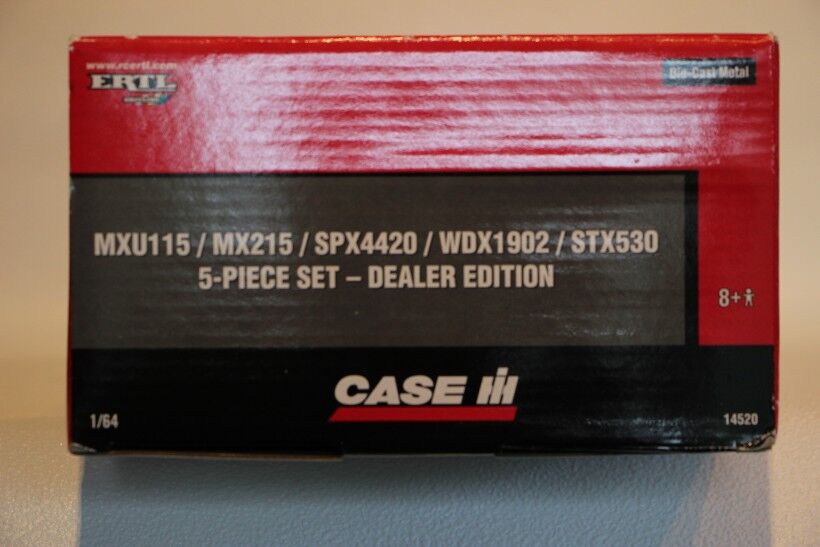 www.rcertl.com
ERTL
Die-Cast Metal
MXU115 / MX215 / SPX4420 / WDX1902 / STX530
5-PIECE SET – DEALER EDITION
8+
CASE IH
1/64
14520